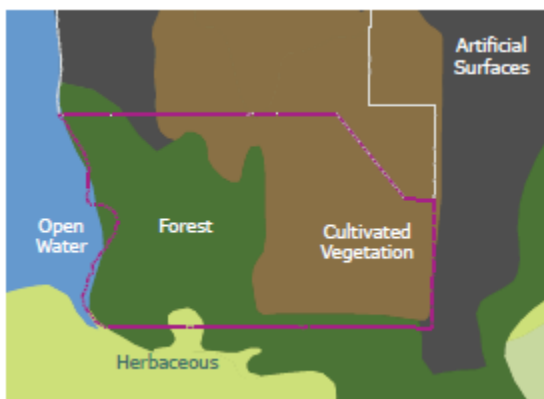 Artificial
Surfaces
Open
Water
Forest
Cultivated
Vegetation
Herbaceous